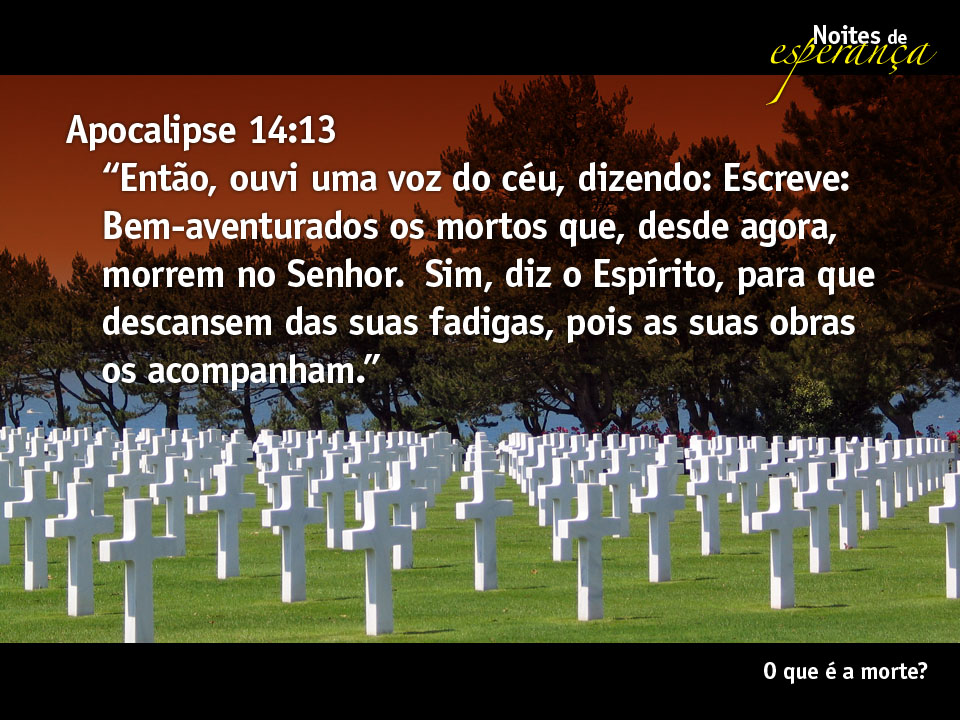 Noites de
esperança
Apocalipse 14:13
“Então, ouvi uma voz do céu, dizendo: Escreve:
Bem-aventurados os mortos que, desde agora,
morrem no Senhor.  Sim, diz o Espírito, para que
descansem das suas fadigas, pois as suas obras
os acompanham.”
O que é a morte?